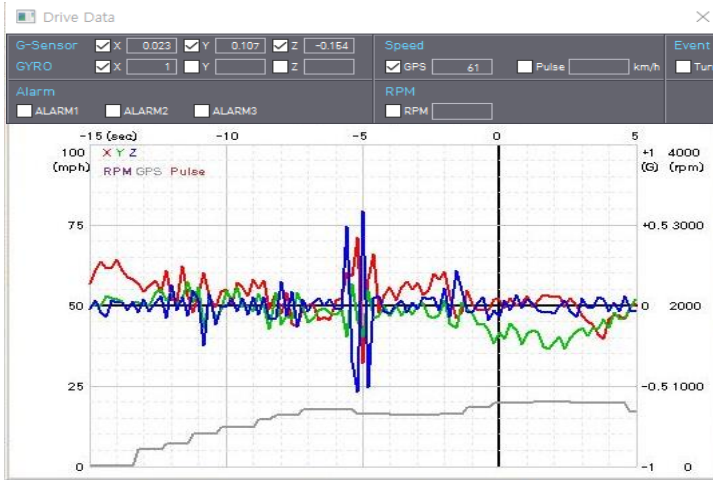 Drive Data
G-Sensor X 0.023 Y 0.107 Z -0.154 Speed Event
GYRO X 1 Y Z GPS 61 Pulse km/h Tur
Alarm RPM
ALARM1 ALARM2 ALARM3 RPM
-15 (sec) -10 -5 0 5
100 X Y Z +1 4000
(mph) (G) (rpm)
RPM GPS Pulse
75 +0.5 3000
50 0 2000
25 -0.5 1000
0 -1 0